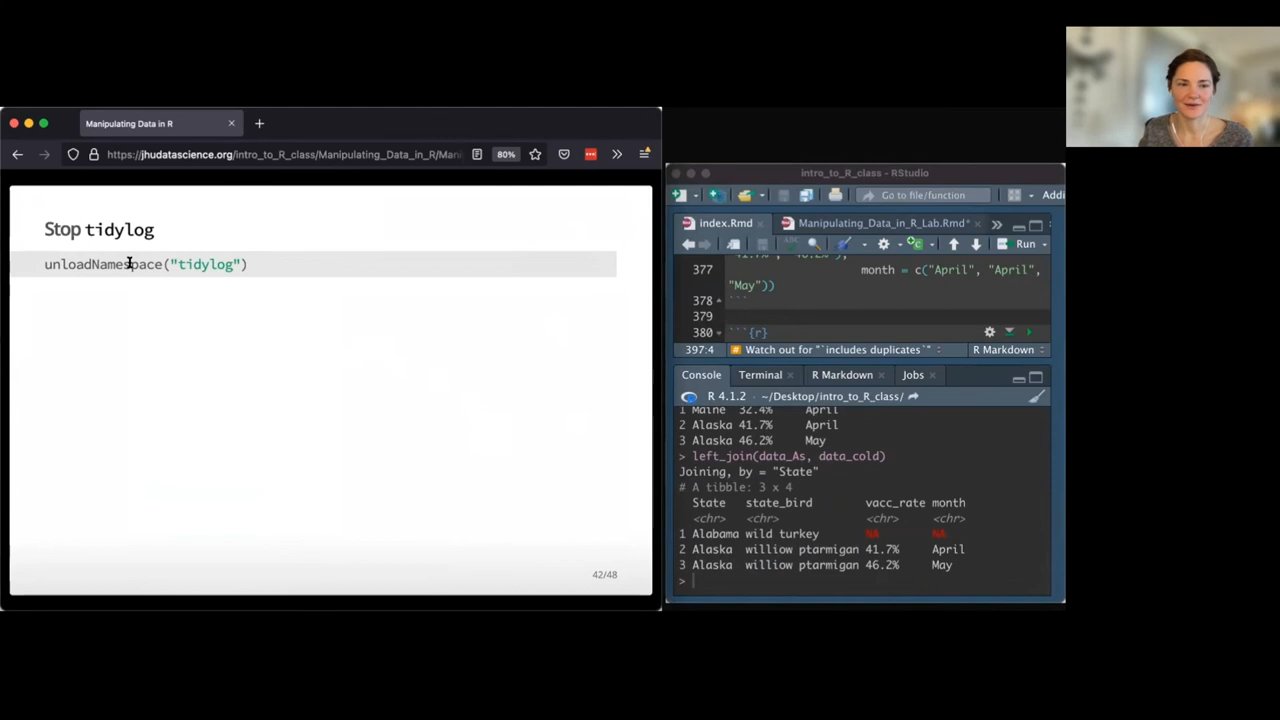 Manipulating Data in R
https://jhudatascience.org/intro_to_R_class/Manipulating_Data_in_R/Mani
80%
Stop tidylog
unloadNamespace("tidylog")
42/48
intro_to_R_class - RStudio
Go to file/function
Addi
index.Rmd
Manipulating_Data_in_R_Lab.Rmd*
Run
377 month = c("April", "April",
"May"))
378 ```
379
380 ```{r}
397:4 Watch out for "`includes duplicates`" R Markdown
Console Terminal R Markdown Jobs
R 4.1.2 · ~/Desktop/intro_to_R_class/
1 Maine 32.4% April
2 Alaska 41.7% April
3 Alaska 46.2% May
> left_join(data_As, data_cold)
Joining, by = "State"
# A tibble: 3 x 4
State state_bird vacc_rate month
<chr> <chr> <chr> <chr>
1 Alabama wild turkey NA NA
2 Alaska williow ptarmigan 41.7% April
3 Alaska williow ptarmigan 46.2% May
>